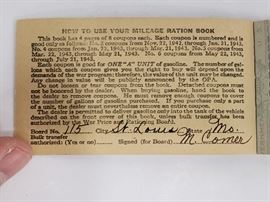 HOW TO USE YOUR MILEAGE RATION BOOK
This book has 4 pages of 8 coupons each. Each coupon is numbered and is
good only as follows: No. 3 coupons from Nov. 22, 1942, through Jan. 21, 1943,
No. 4 coupons from Jan. 22, 1943, through Mar. 21, 1943, No. 5 coupons from
Mar. 22, 1943, through May 21, 1943, No. 6 coupons from May 22, 1943,
through July 21, 1943.
Each coupon is good for ONE "A" UNIT of gasoline. The number of gallons,
which each coupon gives you the right to buy will depend upon the
demands of the war program; therefore, the value of the unit may be changed.
Any change in value will be publicly announced by the OPA.
Do not loosen or tear coupons from the book. Detached coupons must
not be honored by the dealer. When buying gasoline, hand the coupon book
to the dealer and he must remove the coupons. He must remove enough coupons to cover
the number of gallons of gasoline purchased. If you purchase only a part of
a unit, the dealer must nevertheless remove an entire coupon.
The dealer is permitted to deliver gasoline only into the tank of the vehicle
described on the front cover of this book, unless bulk transfer has
been authorized by the War Price and Rationing Board.
Board No. 115 City St. Louis State Mo.
Bulk transfer
authorized: (Yes or no) (Signed for Board) M Comer